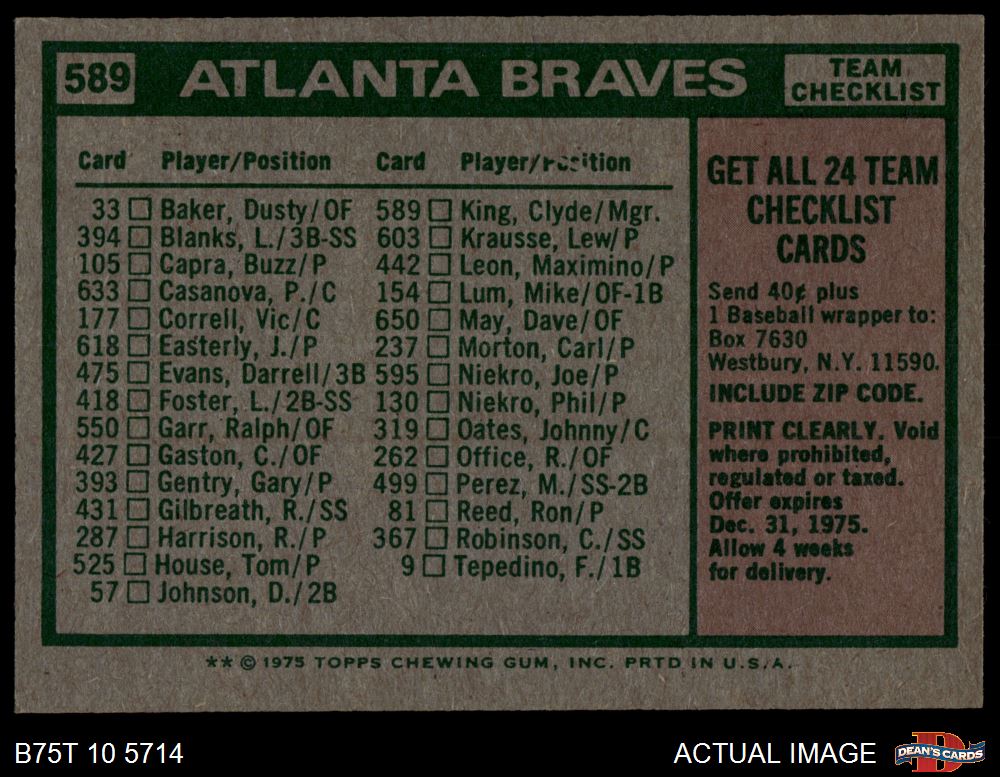 589 ATLANTA BRAVES TEAM CHECKLIST
Card Player/Position
33 Baker, Dusty/OF
394 Blanks, L./3B-SS
105 Capra, Buzz/P
633 Casanova, P./C
177 Correll, Vic/C
618 Easterly, J./P
475 Evans, Darrell/3B
418 Foster, L./2B-SS
550 Garr, Ralph/OF
427 Gaston, C./OF
393 Gentry, Gary/P
431 Gilbreath, R./SS
287 Harrison, R./P
525 House, Tom/P
57 Johnson, D./2B
Card Player/Position
589 King, Clyde/Mgr.
603 Krausse, Lew/P
442 Leon, Maximino/P
154 Lum, Mike/OF-1B
650 May, Dave/OF
237 Morton, Carl/P
595 Niekro, Joe/P
130 Niekro, Phil/P
319 Oates, Johnny/C
262 Office, R./OF
499 Perez, M./SS-2B
81 Reed, Ron/P
367 Robinson, C./SS
9 Tepedino, F./1B
GET ALL 24 TEAM
CHECKLIST
CARDS
Send 40¢ plus
1 Baseball wrapper to:
Box 7630
Westbury, N.Y. 11590.
INCLUDE ZIP CODE.
PRINT CLEARLY. Void
where prohibited,
regulated or taxed.
Offer expires
Dec. 31, 1975.
Allow 4 weeks
for delivery.
** © 1975 TOPPS CHEWING GUM, INC. PRTD IN U.S.A.
B75T 10 5714
ACTUAL IMAGE
D
DEAN'S CARDS